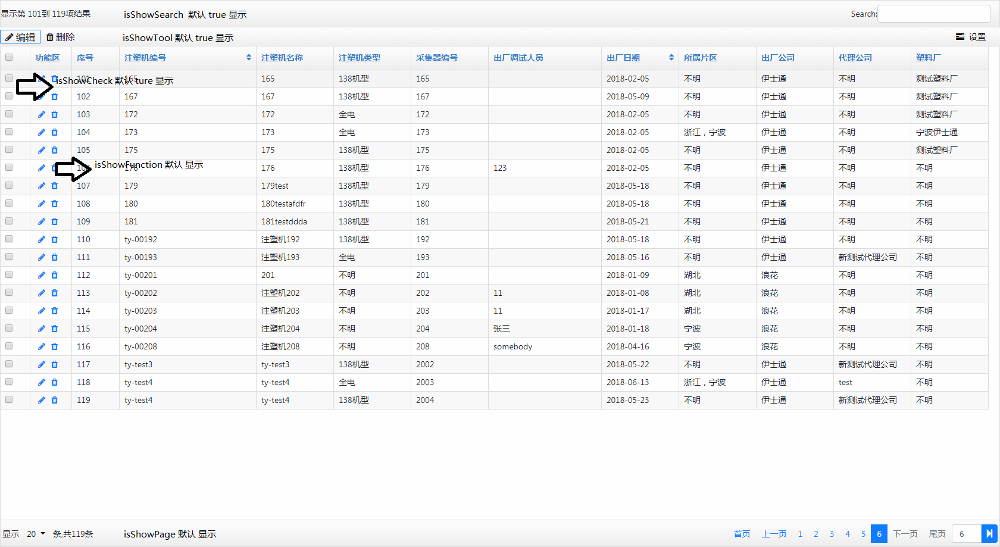 显示第 101到 119项结果 isShowSearch 默认 true 显示 Search:
编辑 删除 isShowTool 默认 true 显示 设置
功能区 序号 注塑机编号 注塑机名称 注塑机类型 采集器编号 出厂调试人员 出厂日期 所属片区 出厂公司 代理公司 塑料厂
101 165 165 138机型 165 2018-02-05 不明 伊士通 不明 测试塑料厂
isShowCheck 默认 ture 显示
102 167 167 138机型 167 2018-05-09 不明 伊士通 不明 测试塑料厂
103 172 172 全电 172 2018-02-05 不明 伊士通 不明 测试塑料厂
104 173 173 全电 173 2018-02-05 浙江，宁波 伊士通 不明 宁波伊士通
105 175 175 138机型 175 2018-02-05 不明 伊士通 不明 测试塑料厂
isShowFunction 默认 显示
106 176 176 138机型 176 123 2018-02-05 不明 伊士通 不明 不明
107 179 179test 138机型 179 2018-05-18 不明 伊士通 不明 不明
108 180 180testafdfr 138机型 180 2018-05-18 不明 伊士通 不明 不明
109 181 181testddda 138机型 181 2018-05-21 不明 伊士通 不明 不明
110 ty-00192 注塑机192 138机型 192 2018-05-18 不明 伊士通 不明 不明
111 ty-00193 注塑机193 全电 193 2018-05-16 不明 伊士通 新测试代理公司 不明
112 ty-00201 201 不明 201 2018-01-09 湖北 浪花 不明 不明
113 ty-00202 注塑机202 不明 202 11 2018-01-08 湖北 浪花 不明 不明
114 ty-00203 注塑机203 不明 203 11 2018-01-17 湖北 浪花 不明 不明
115 ty-00204 注塑机204 不明 204 张三 2018-01-18 宁波 浪花 不明 不明
116 ty-00208 注塑机208 不明 208 somebody 2018-04-16 宁波 浪花 不明 不明
117 ty-test3 ty-test3 138机型 2002 2018-05-22 不明 伊士通 新测试代理公司 不明
118 ty-test4 ty-test4 全电 2003 2018-06-13 浙江，宁波 伊士通 test 不明
119 ty-test4 ty-test4 138机型 2004 2018-05-23 不明 伊士通 新测试代理公司 不明
显示 20 条,共119条 isShowPage 默认 显示 首页 上一页 1 2 3 4 5 6 下一页 尾页 6